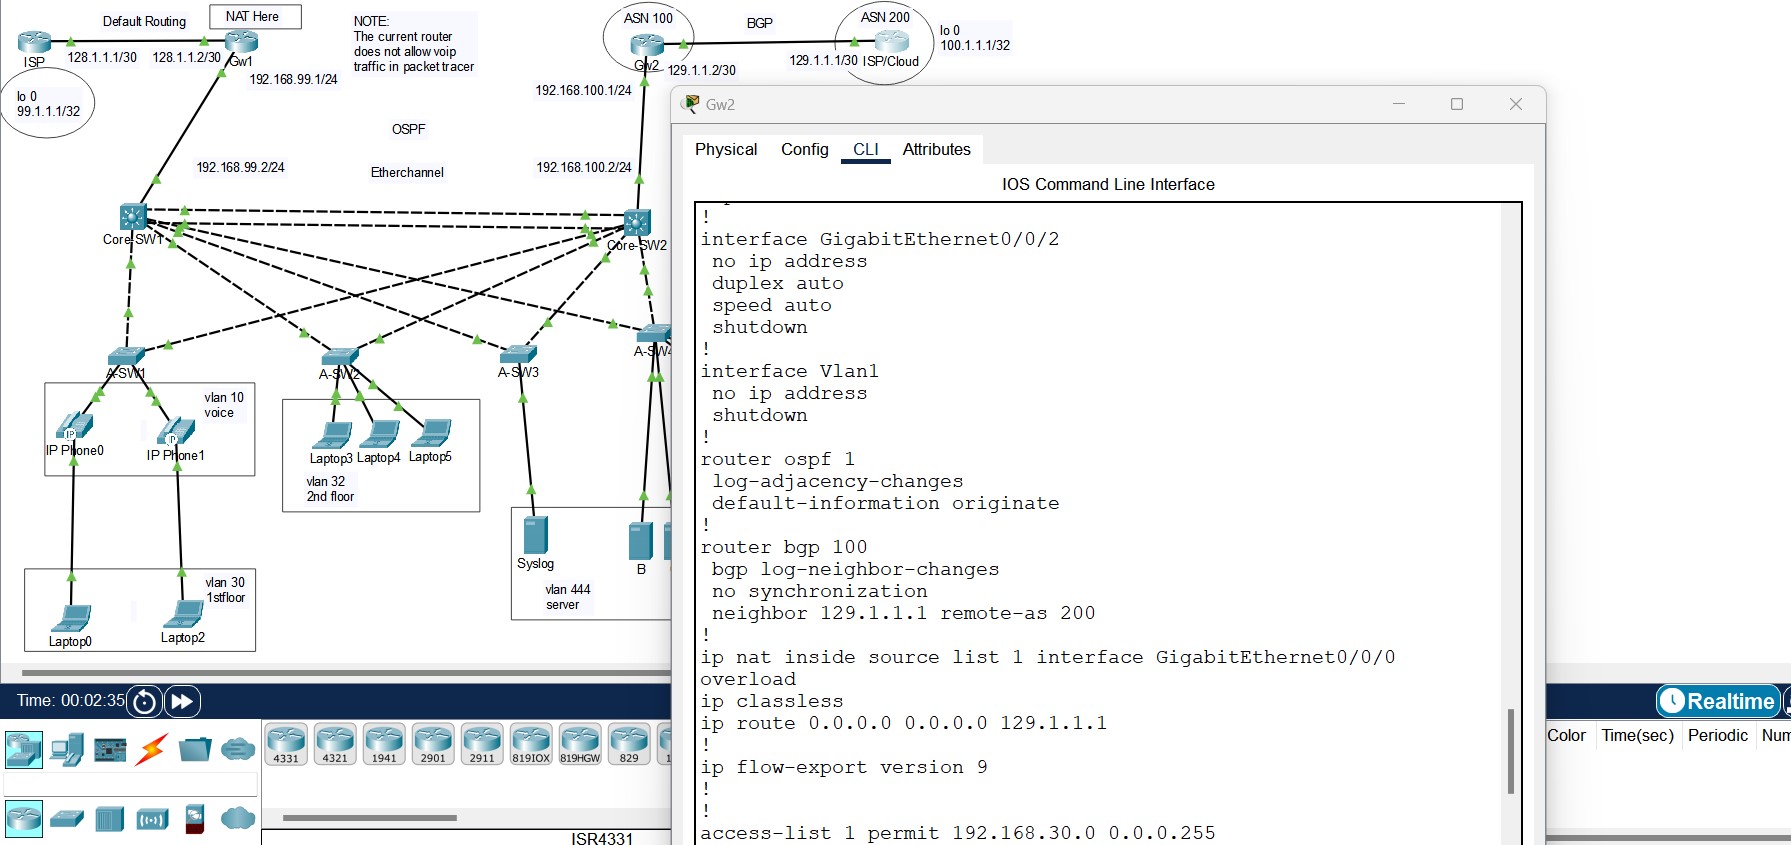 Default Routing
NAT Here
NOTE:
The current router
does not allow voip
traffic in packet tracer
ASN 100
BGP
ASN 200
lo 0
100.1.1.1/32
ISP
128.1.1.1/30
128.1.1.2/30
Gw1
192.168.99.1/24
Gw2
129.1.1.2/30
129.1.1.1/30
ISP/Cloud
lo 0
99.1.1.1/32
192.168.100.1/24
OSPF
192.168.99.2/24
Etherchannel
192.168.100.2/24
Core-SW1
Core-SW2
A-SW1
A-SW2
A-SW3
A-SW4
vlan 10
voice
IP
IP
IP Phone0
IP Phone1
Laptop3
Laptop4
Laptop5
vlan 32
2nd floor
Syslog
B
vlan 444
server
vlan 30
1stfloor
Laptop0
Laptop2
Gw2
Physical
Config
CLI
Attributes
IOS Command Line Interface
!
interface GigabitEthernet0/0/2
no ip address
duplex auto
speed auto
shutdown
!
interface Vlan1
no ip address
shutdown
!
router ospf 1
log-adjacency-changes
default-information originate
!
router bgp 100
bgp log-neighbor-changes
no synchronization
neighbor 129.1.1.1 remote-as 200
!
ip nat inside source list 1 interface GigabitEthernet0/0/0
overload
ip classless
ip route 0.0.0.0 0.0.0.0 129.1.1.1
!
ip flow-export version 9
!
!
access-list 1 permit 192.168.30.0 0.0.0.255
Time: 00:02:35
Realtime
4331
4321
1941
2901
2911
819IOX
819HGW
829
1
ISR4331
Color
Time(sec)
Periodic
Num